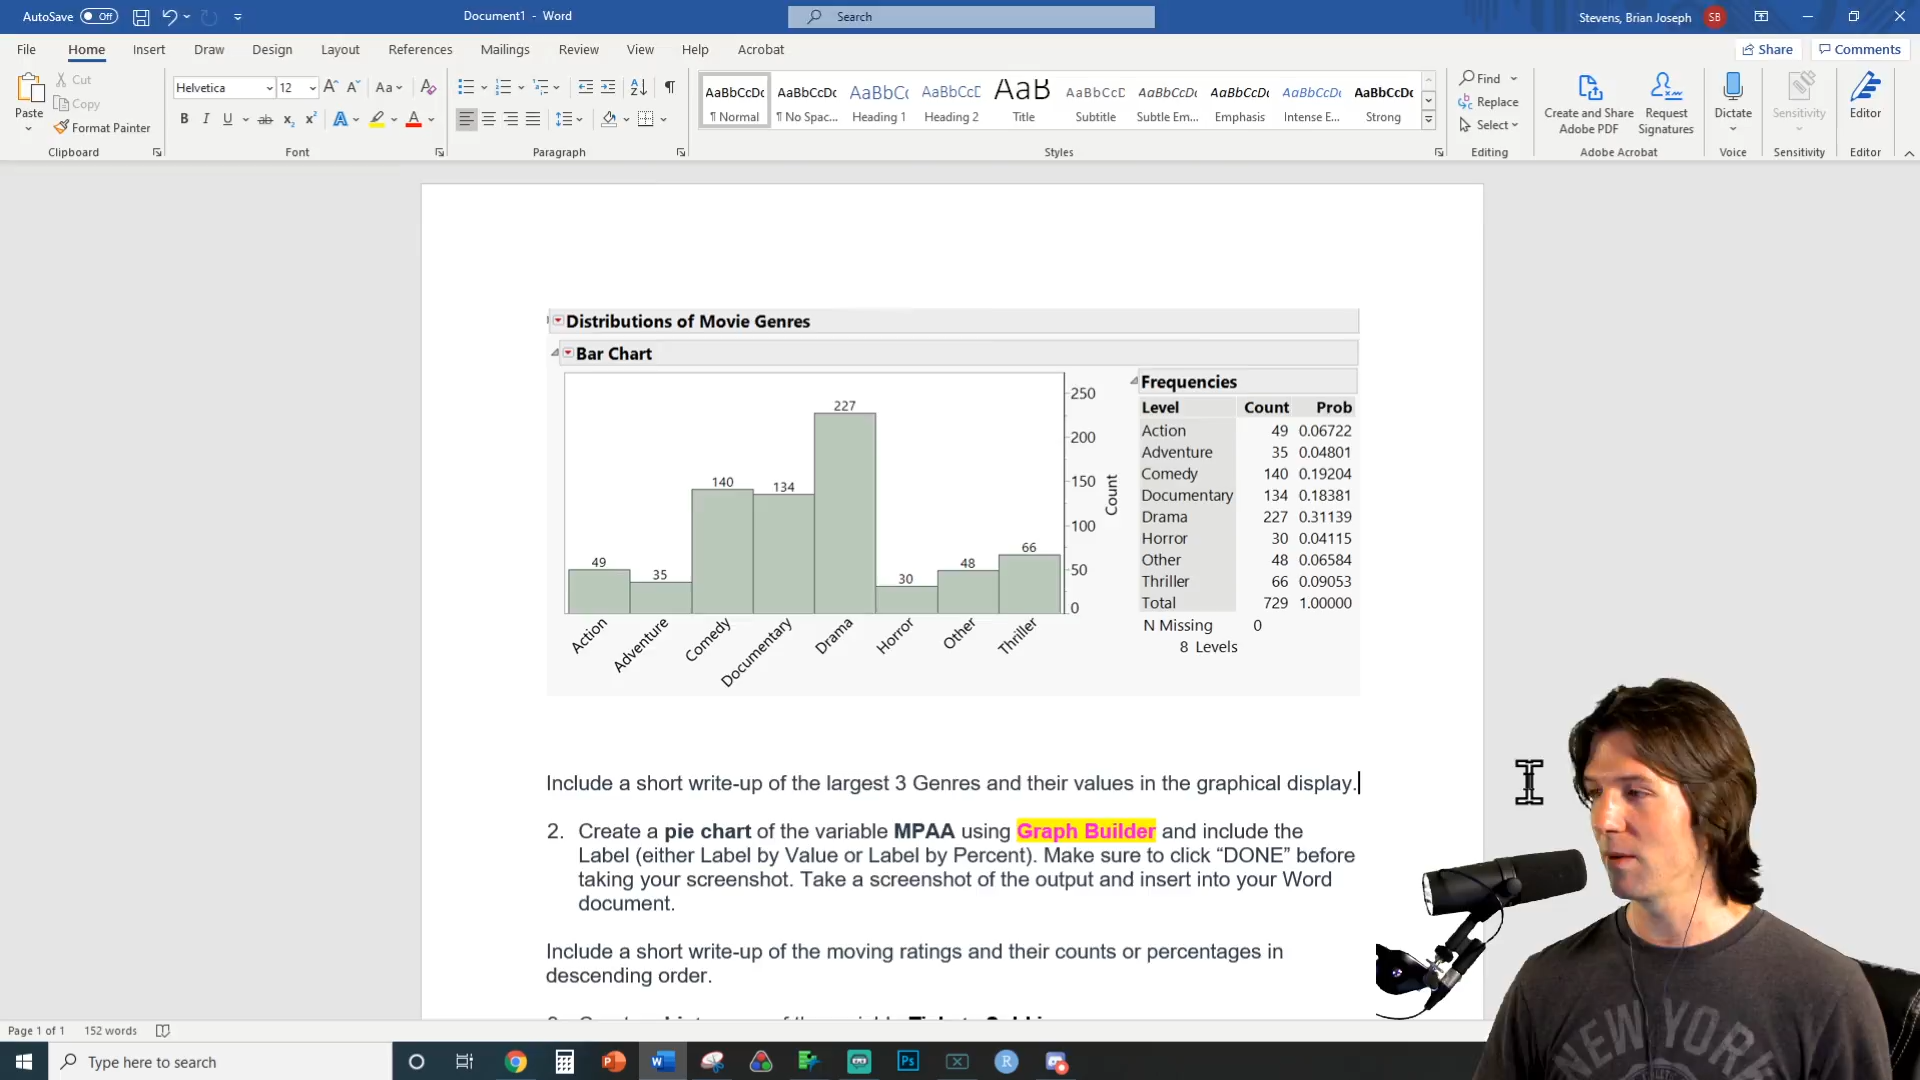 AutoSave Off Document1 - Word Search Stevens, Brian Joseph SB
File Home Insert Draw Design Layout References Mailings Review View Help Acrobat Share Comments
Paste
Cut
Copy
Format Painter
Clipboard
Helvetica 12
B I U ab x₂ x² A A
Font
Paragraph
AaBbCcDc AaBbCcDc AaBbCc AaBbCcD AaB AaBbCcD AaBbCcDc AaBbCcDc AaBbCcDc AaBbCcDc
¶ Normal ¶ No Spac... Heading 1 Heading 2 Title Subtitle Subtle Em... Emphasis Intense E... Strong
Styles
Find
Replace
Select
Editing
Create and Share Adobe PDF
Request Signatures
Adobe Acrobat
Dictate
Voice
Sensitivity
Sensitivity
Editor
Editor
Distributions of Movie Genres
Bar Chart
49 35 140 134 227 30 48 66
250
200
150
100
50
0
Count
Action Adventure Comedy Documentary Drama Horror Other Thriller
Frequencies
Level Count Prob
Action 49 0.06722
Adventure 35 0.04801
Comedy 140 0.19204
Documentary 134 0.18381
Drama 227 0.31139
Horror 30 0.04115
Other 48 0.06584
Thriller 66 0.09053
Total 729 1.00000
N Missing 0
8 Levels
Include a short write-up of the largest 3 Genres and their values in the graphical display.
2. Create a pie chart of the variable MPAA using Graph Builder and include the
Label (either Label by Value or Label by Percent). Make sure to click “DONE” before
taking your screenshot. Take a screenshot of the output and insert into your Word
document.
Include a short write-up of the moving ratings and their counts or percentages in
descending order.
NEW YORK
Page 1 of 1 152 words
Type here to search